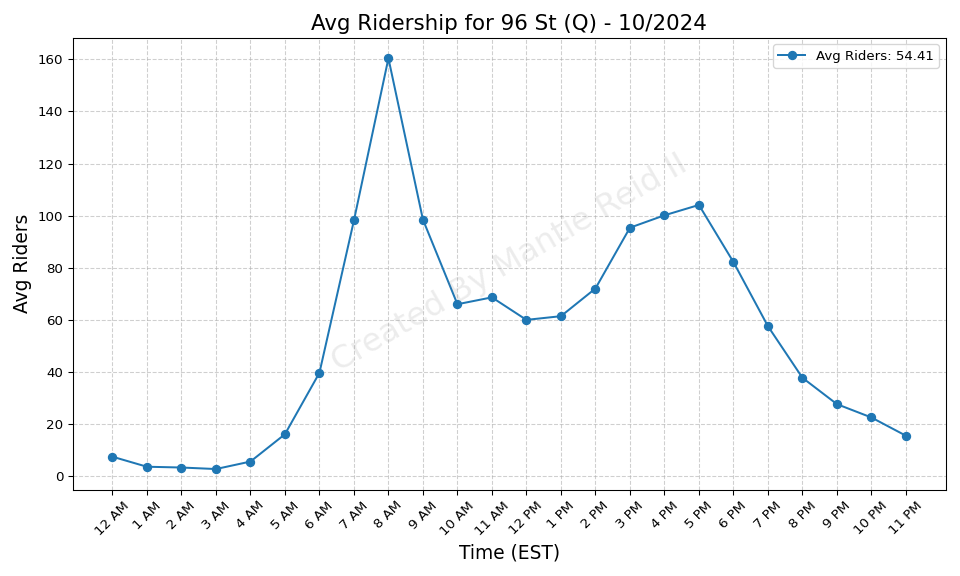 Avg Ridership for 96 St (Q) - 10/2024
Avg Riders: 54.41
Avg Riders
160
140
120
100
80
60
40
20
0
Created By Mantie Reid II
12 AM
1 AM
2 AM
3 AM
4 AM
5 AM
6 AM
7 AM
8 AM
9 AM
10 AM
11 AM
12 PM
1 PM
2 PM
3 PM
4 PM
5 PM
6 PM
7 PM
8 PM
9 PM
10 PM
11 PM
Time (EST)